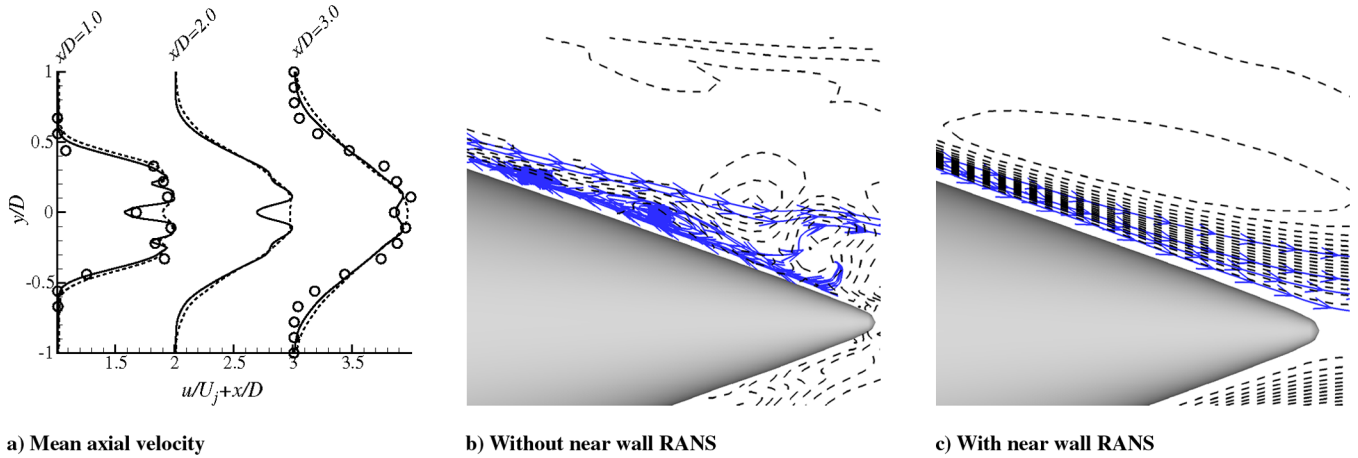 x/D=1.0
x/D=2.0
x/D=3.0
1
0.5
0
-0.5
-1
y/D
1.5
2
2.5
3
3.5
u/Uj+x/D
a) Mean axial velocity
b) Without near wall RANS
c) With near wall RANS